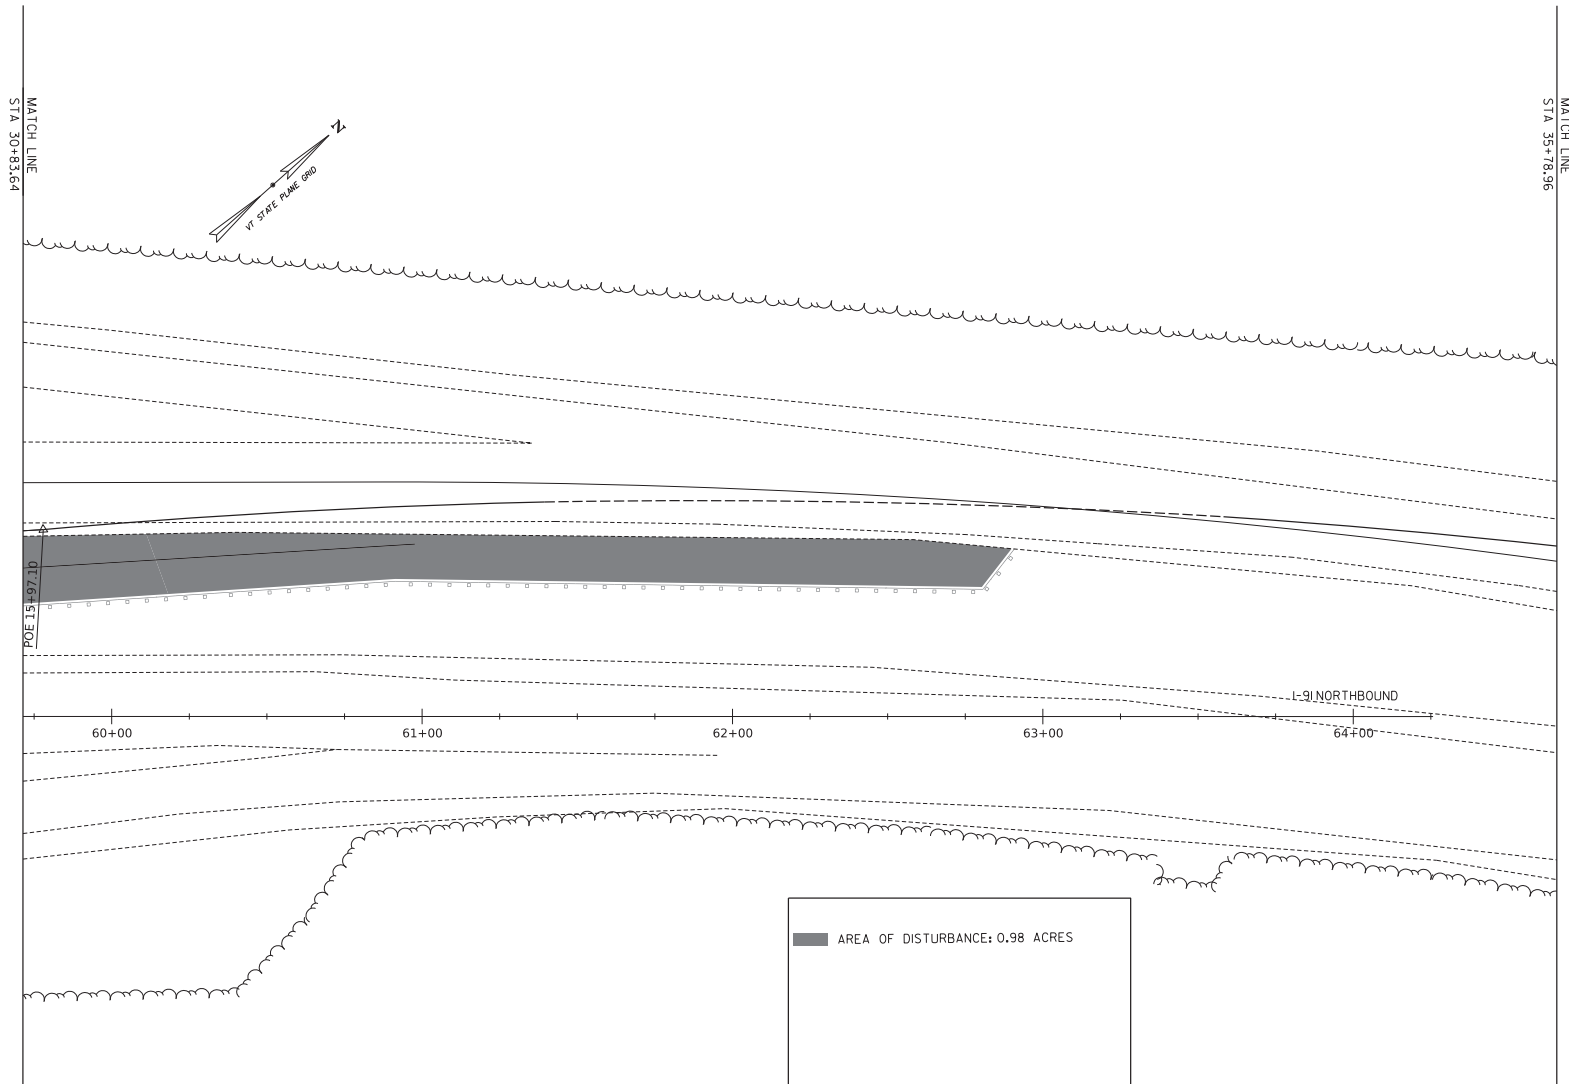 MATCH LINE
STA 30+83.64
MATCH LINE
STA 35+78.96
N
VT STATE PLANE GRID
POE 15+97.10
I-91 NORTHBOUND
60+00
61+00
62+00
63+00
64+00
AREA OF DISTURBANCE: 0.98 ACRES